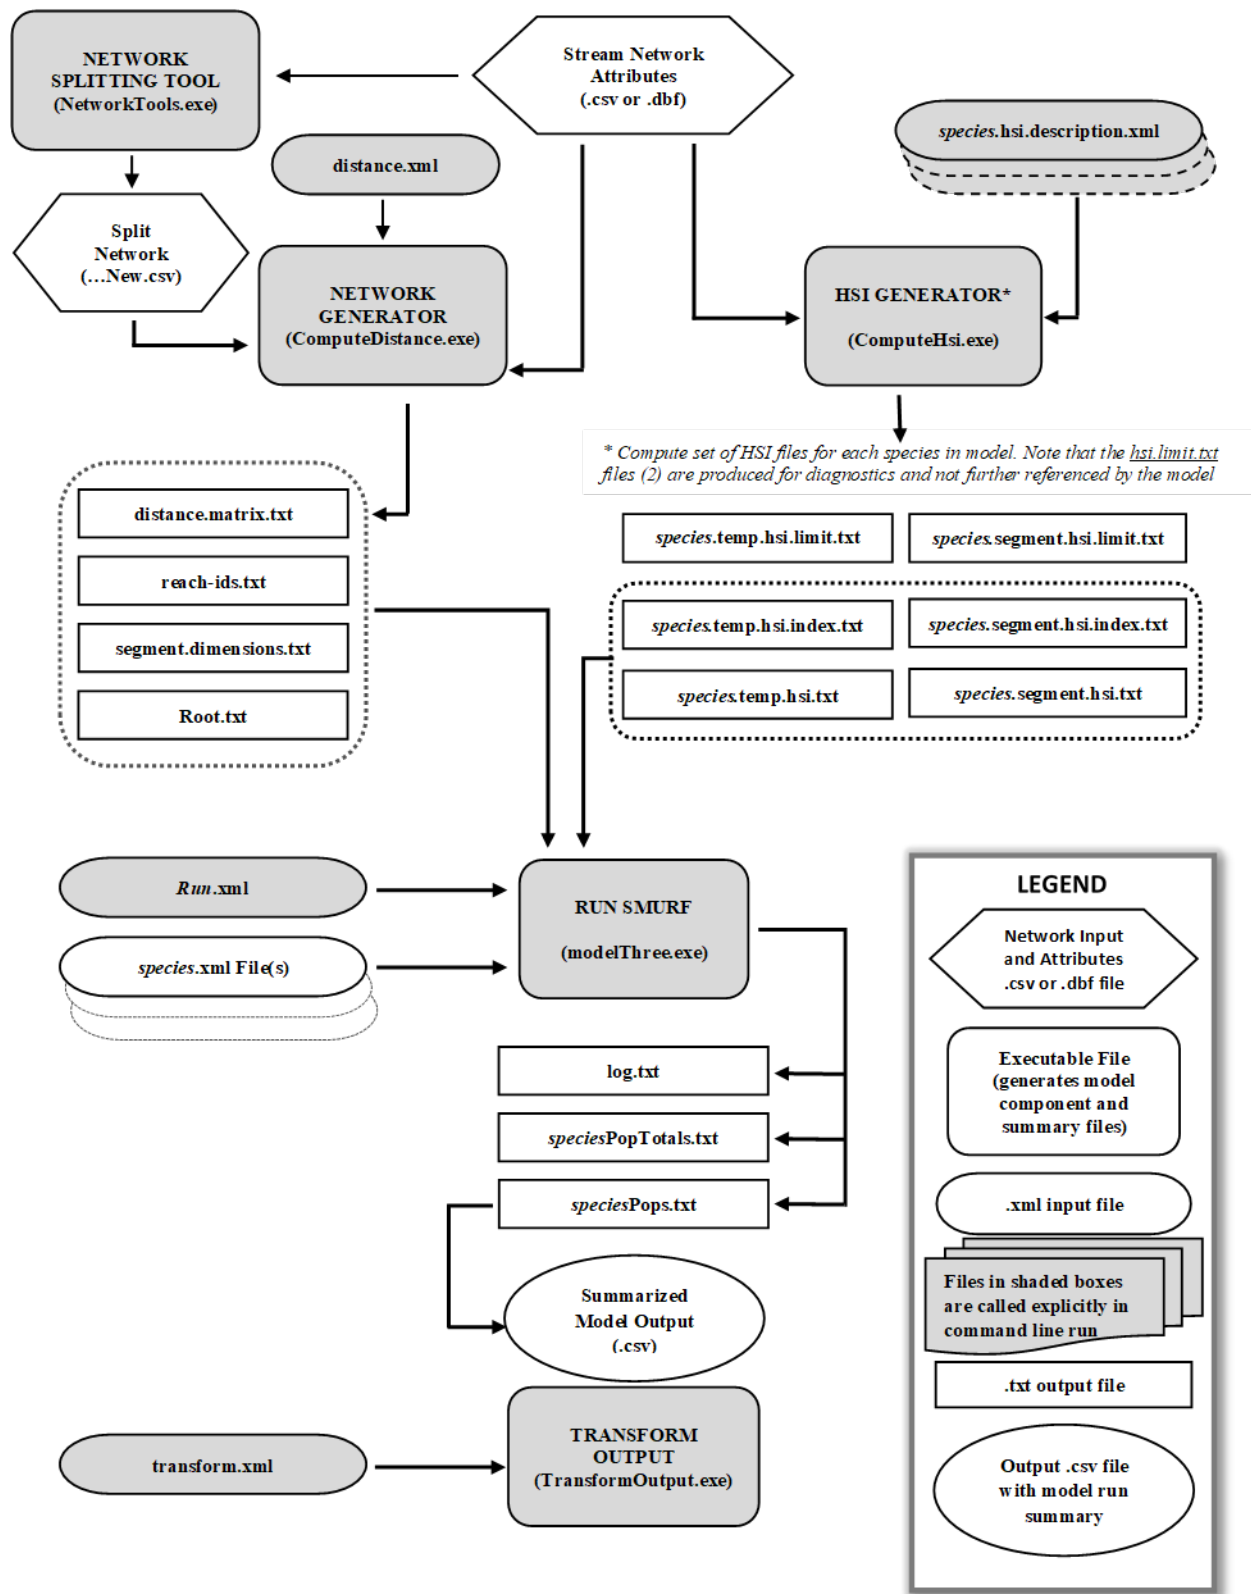 NETWORK
SPLITTING TOOL
(NetworkTools.exe)
Stream Network
Attributes
(.csv or .dbf)
species.hsi.description.xml
distance.xml
Split
Network
(…New.csv)
NETWORK
GENERATOR
(ComputeDistance.exe)
HSI GENERATOR*
(ComputeHsi.exe)
* Compute set of HSI files for each species in model. Note that the hsi.limit.txt
files (2) are produced for diagnostics and not further referenced by the model
distance.matrix.txt
reach-ids.txt
segment.dimensions.txt
Root.txt
species.temp.hsi.limit.txt
species.segment.hsi.limit.txt
species.temp.hsi.index.txt
species.segment.hsi.index.txt
species.temp.hsi.txt
species.segment.hsi.txt
Run.xml
species.xml File(s)
RUN SMURF
(modelThree.exe)
log.txt
speciesPopTotals.txt
speciesPops.txt
Summarized
Model Output
(.csv)
transform.xml
TRANSFORM
OUTPUT
(TransformOutput.exe)
LEGEND
Network Input
and Attributes
.csv or .dbf file
Executable File
(generates model
component and
summary files)
.xml input file
Files in shaded boxes
are called explicitly in
command line run
.txt output file
Output .csv file
with model run
summary